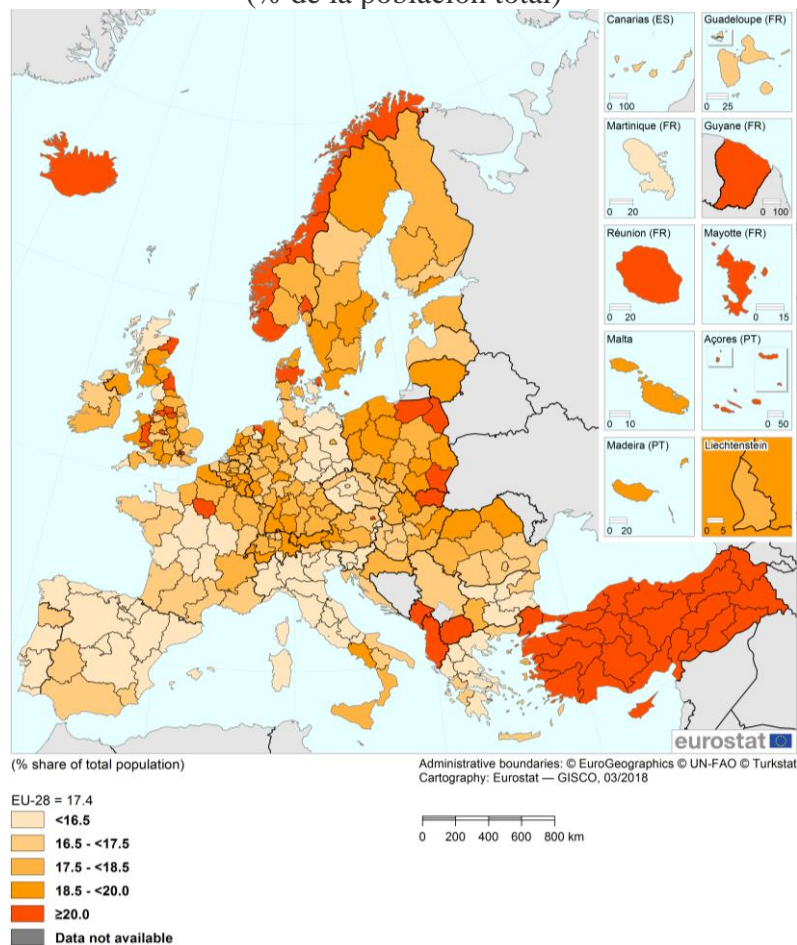 (% de la población total)
Canarias (ES)
0 100
Guadeloupe (FR)
0 25
Martinique (FR)
0 20
Guyane (FR)
0 100
Réunion (FR)
0 20
Mayotte (FR)
0 15
Malta
0 10
Açores (PT)
0 50
Madeira (PT)
0 20
Liechtenstein
0 5
eurostat
(% share of total population)
Administrative boundaries: © EuroGeographics © UN-FAO © Turkstat
Cartography: Eurostat — GISCO, 03/2018
EU-28 = 17.4
<16.5
16.5 - <17.5
17.5 - <18.5
18.5 - <20.0
≥20.0
Data not available
0 200 400 600 800 km